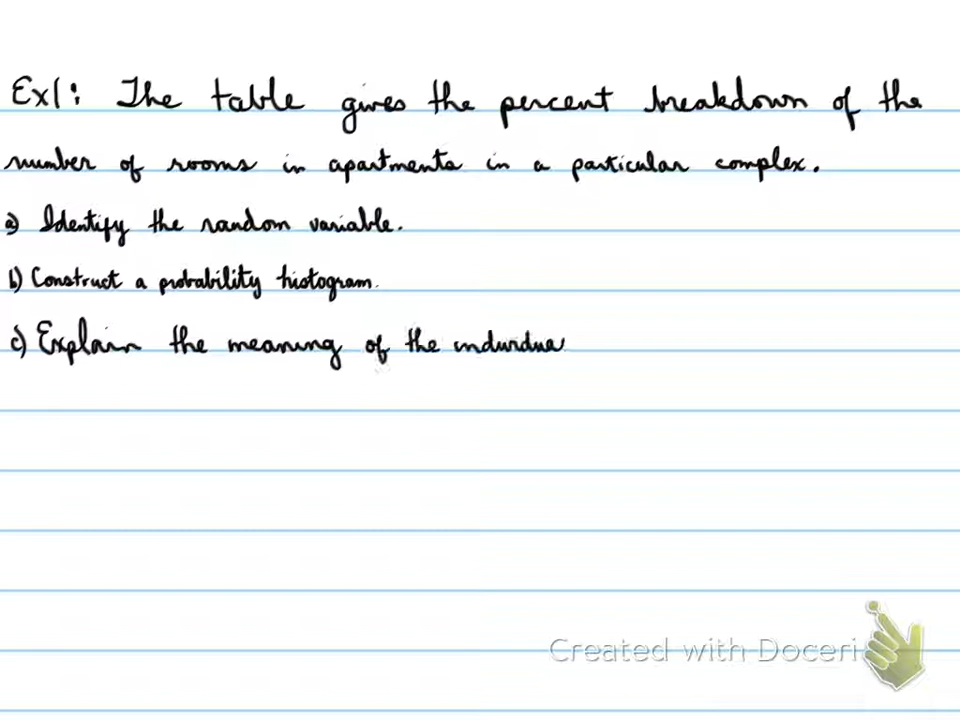 Ex1: The table gives the percent breakdown of the
number of rooms in apartments in a particular complex.
a) Identify the random variable.
b) Construct a probability histogram.
c) Explain the meaning of the
Created with Doceri